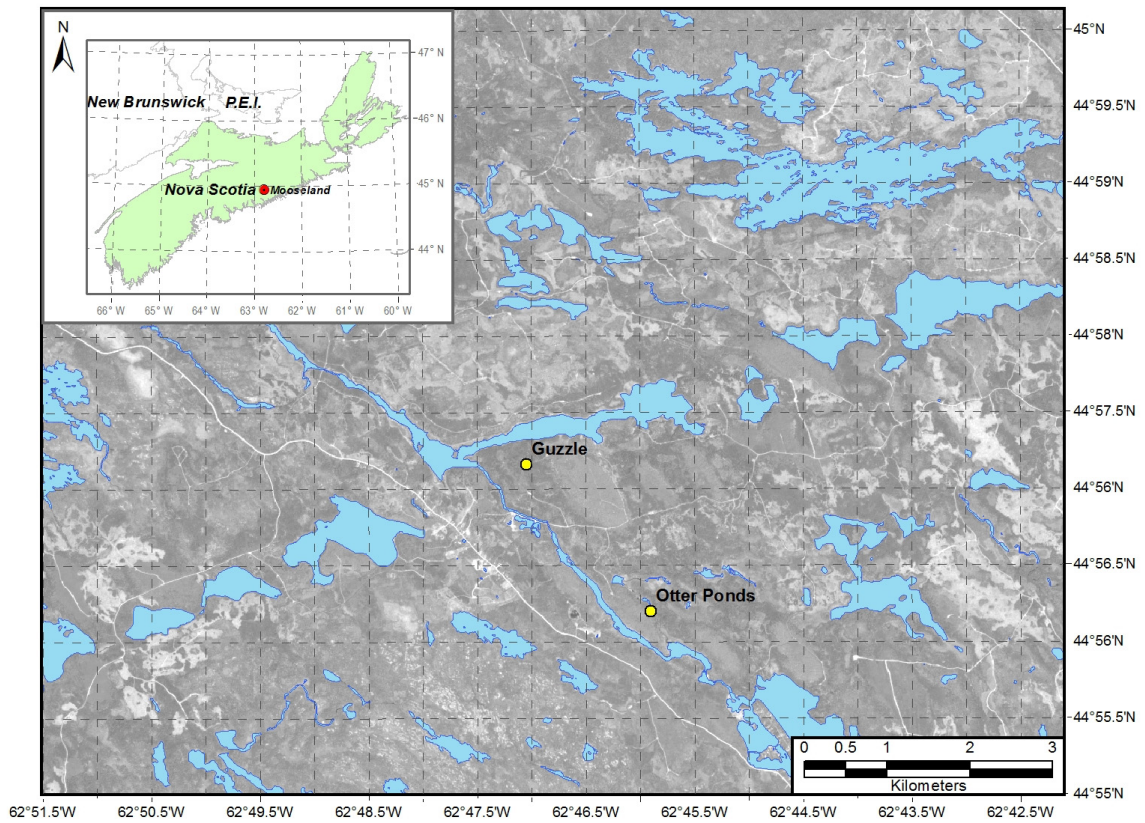 N
47° N
46° N
45° N
44° N
New Brunswick
P.E.I.
Nova Scotia
Mooseland
66° W
65° W
64° W
63° W
62° W
61° W
60° W
45°N
44°59.5'N
44°59'N
44°58.5'N
44°58'N
44°57.5'N
44°56'N
44°56.5'N
44°56'N
44°55.5'N
44°55'N
Guzzle
Otter Ponds
0 0.5 1 2 3
Kilometers
62°51.5'W 62°50.5'W 62°49.5'W 62°48.5'W 62°47.5'W 62°46.5'W 62°45.5'W 62°44.5'W 62°43.5'W 62°42.5'W